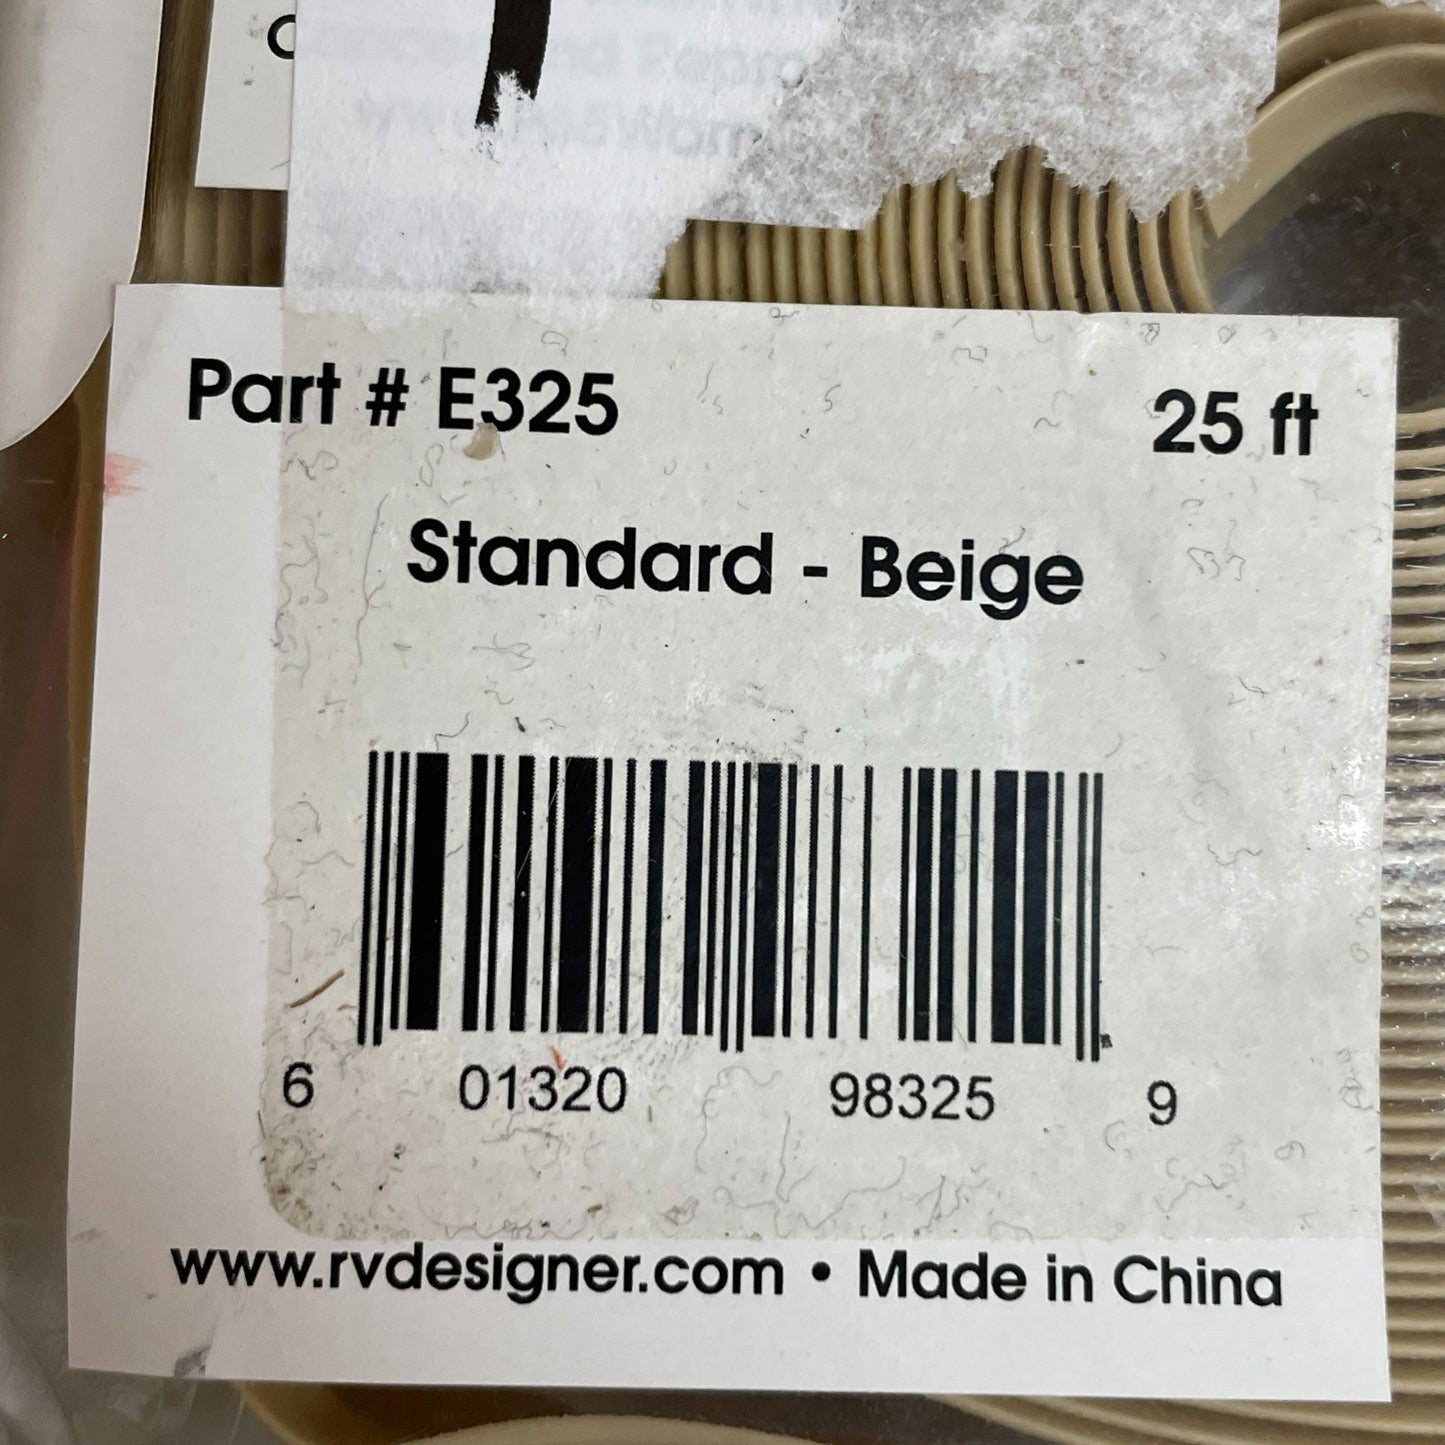 Part # E325 25 ft
Standard - Beige
6 01320 98325 9
www.rvdesigner.com • Made in China